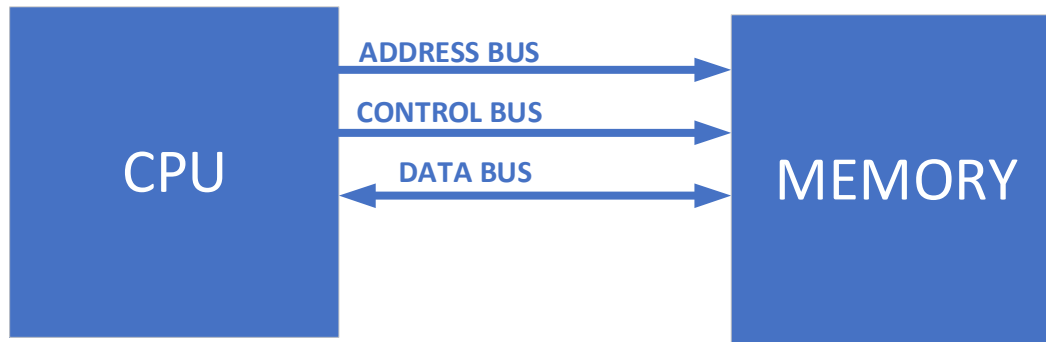 ADDRESS BUS
CONTROL BUS
DATA BUS
CPU
MEMORY